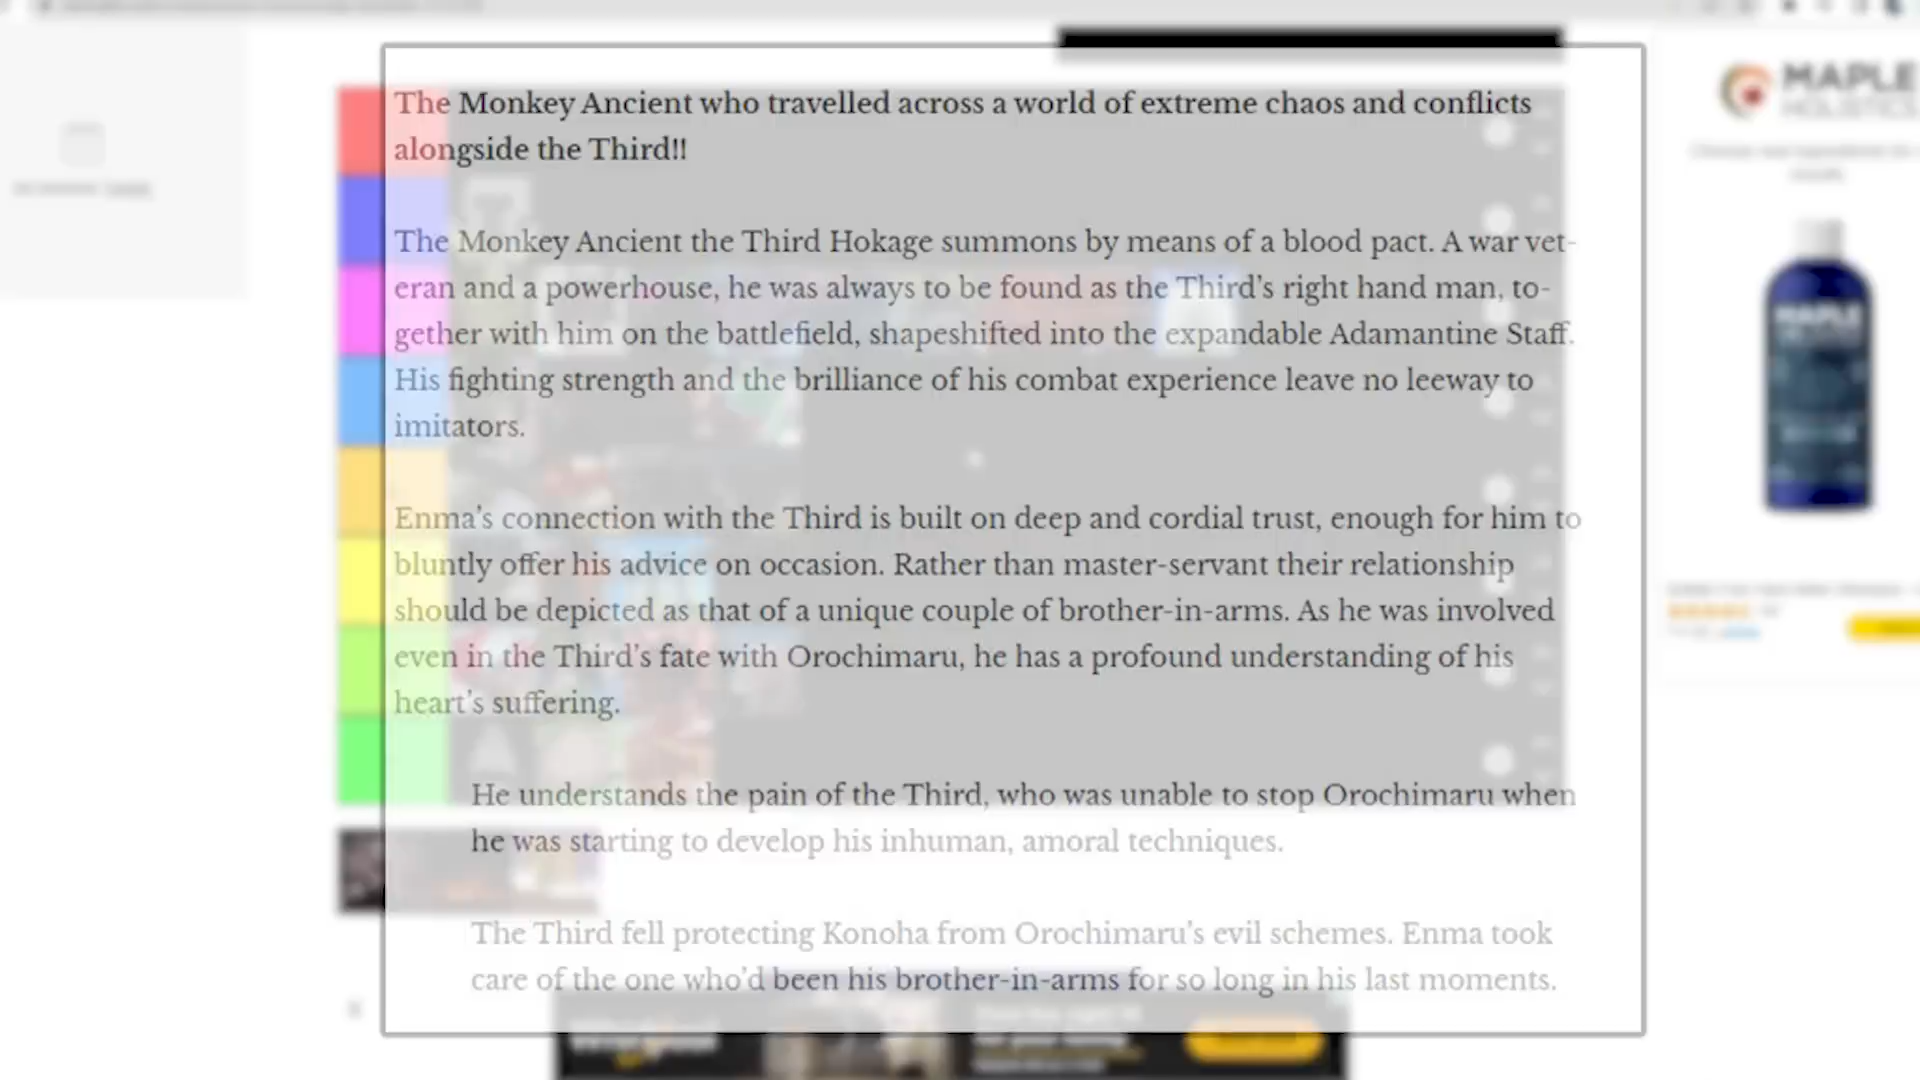 The Monkey Ancient who travelled across a world of extreme chaos and conflicts
alongside the Third!!
The Monkey Ancient the Third Hokage summons by means of a blood pact. A war vet-
eran and a powerhouse, he was always to be found as the Third's right hand man, to-
gether with him on the battlefield, shapeshifted into the expandable Adamantine Staff.
His fighting strength and the brilliance of his combat experience leave no leeway to
imitators.
Enma's connection with the Third is built on deep and cordial trust, enough for him to
bluntly offer his advice on occasion. Rather than master-servant their relationship
should be depicted as that of a unique couple of brother-in-arms. As he was involved
even in the Third's fate with Orochimaru, he has a profound understanding of his
heart's suffering.
He understands the pain of the Third, who was unable to stop Orochimaru when
he was starting to develop his inhuman, amoral techniques.
The Third fell protecting Konoha from Orochimaru's evil schemes. Enma took
care of the one who'd been his brother-in-arms for so long in his last moments.
MAPLE
HOLISTICS
MAPLE